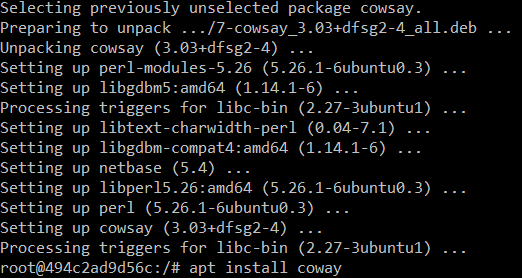 Selecting previously unselected package cowsay.
Preparing to unpack .../7-cowsay_3.03+dfsg2-4_all.deb ...
Unpacking cowsay (3.03+dfsg2-4) ...
Setting up perl-modules-5.26 (5.26.1-6ubuntu0.3) ...
Setting up libgdbm5:amd64 (1.14.1-6) ...
Processing triggers for libc-bin (2.27-3ubuntu1) ...
Setting up libtext-charwidth-perl (0.04-7.1) ...
Setting up libgdbm-compat4:amd64 (1.14.1-6) ...
Setting up netbase (5.4) ...
Setting up libperl5.26:amd64 (5.26.1-6ubuntu0.3) ...
Setting up perl (5.26.1-6ubuntu0.3) ...
Setting up cowsay (3.03+dfsg2-4) ...
Processing triggers for libc-bin (2.27-3ubuntu1) ...
root@494c2ad9d56c:/# apt install coway